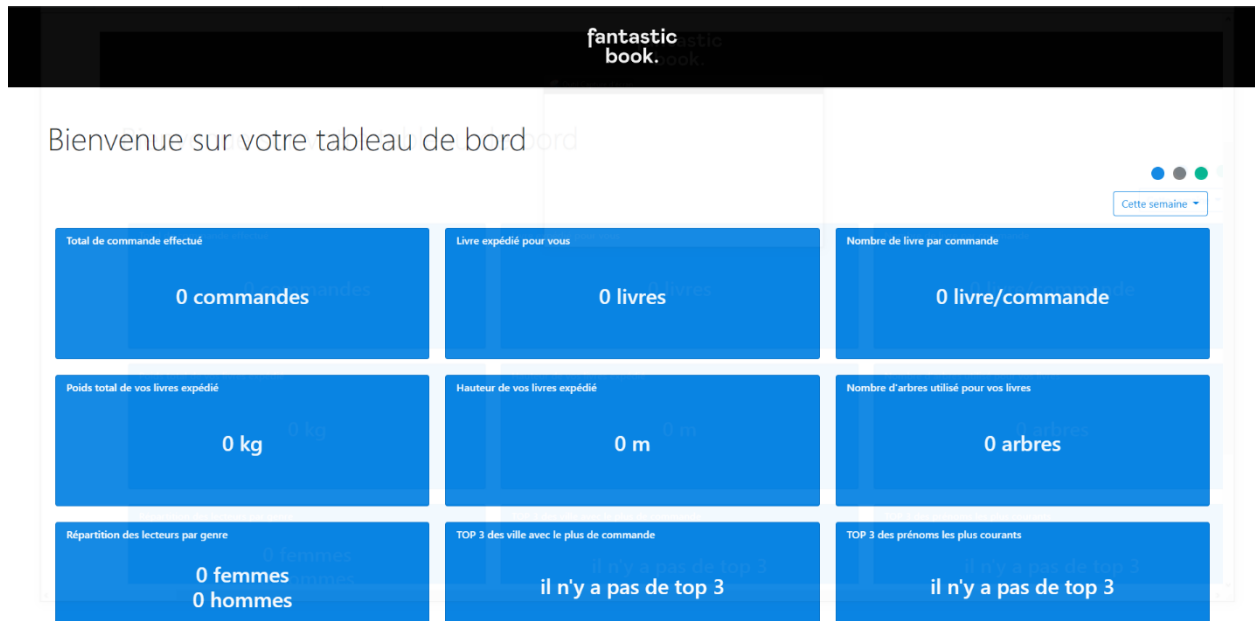 fantastic
book.
Bienvenue sur votre tableau de bord
Cette semaine
Total de commande effectué
0 commandes
Livre expédié pour vous
0 livres
Nombre de livre par commande
0 livre/commande
Poids total de vos livres expédié
0 kg
Hauteur de vos livres expédié
0 m
Nombre d'arbres utilisé pour vos livres
0 arbres
Répartition des lecteurs par genre
0 femmes
0 hommes
TOP 3 des ville avec le plus de commande
il n'y a pas de top 3
TOP 3 des prénoms les plus courants
il n'y a pas de top 3